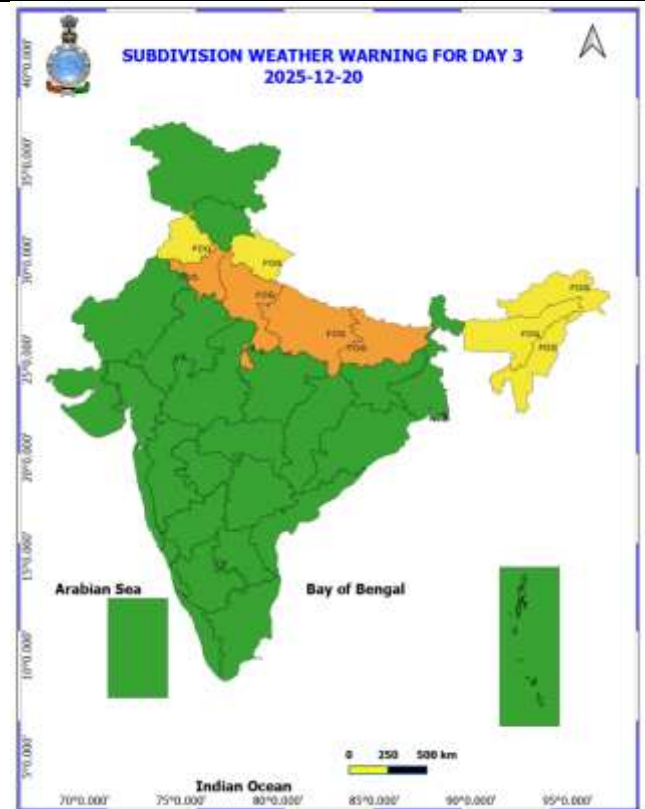 SUBDIVISION WEATHER WARNING FOR DAY 3
2025-12-20
40°0.000'
35°0.000'
30°0.000'
25°0.000'
20°0.000'
15°0.000'
10°0.000'
5°0.000'
FOG
FOG
FOG
FOG
FOG
FOG
FOG
FOG
FOG
Arabian Sea
Bay of Bengal
0 250 500 km
Indian Ocean
70°0.000' 75°0.000' 80°0.000' 85°0.000' 90°0.000' 95°0.000'